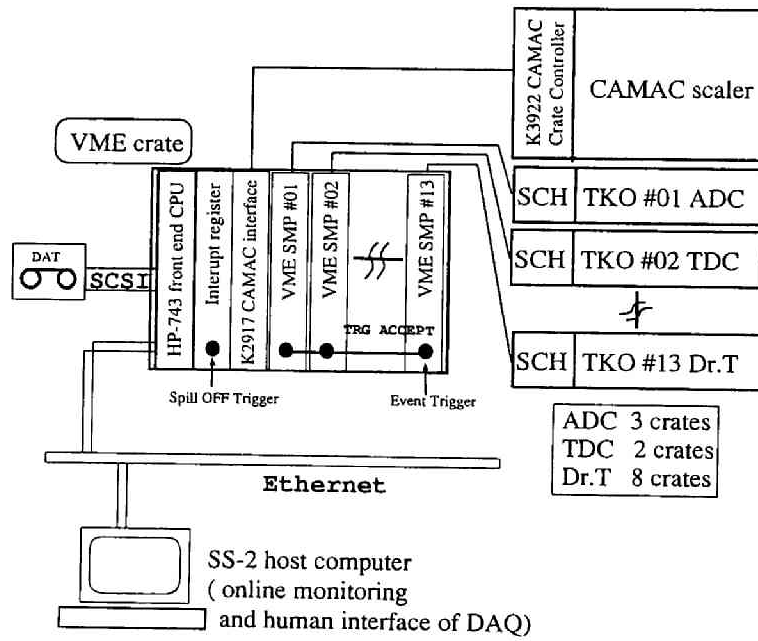 K3922 CAMAC
Crate Controller
CAMAC scaler
VME crate
HP-743 front end CPU
Interupt register
K2917 CAMAC interface
VME SMP #01
VME SMP #02
VME SMP #13
SCH
TKO #01 ADC
SCH
TKO #02 TDC
SCH
TKO #13 Dr.T
DAT
SCSI
TRG ACCEPT
Spill OFF Trigger
Event Trigger
ADC 3 crates
TDC 2 crates
Dr.T 8 crates
Ethernet
SS-2 host computer
( online monitoring
and human interface of DAQ)